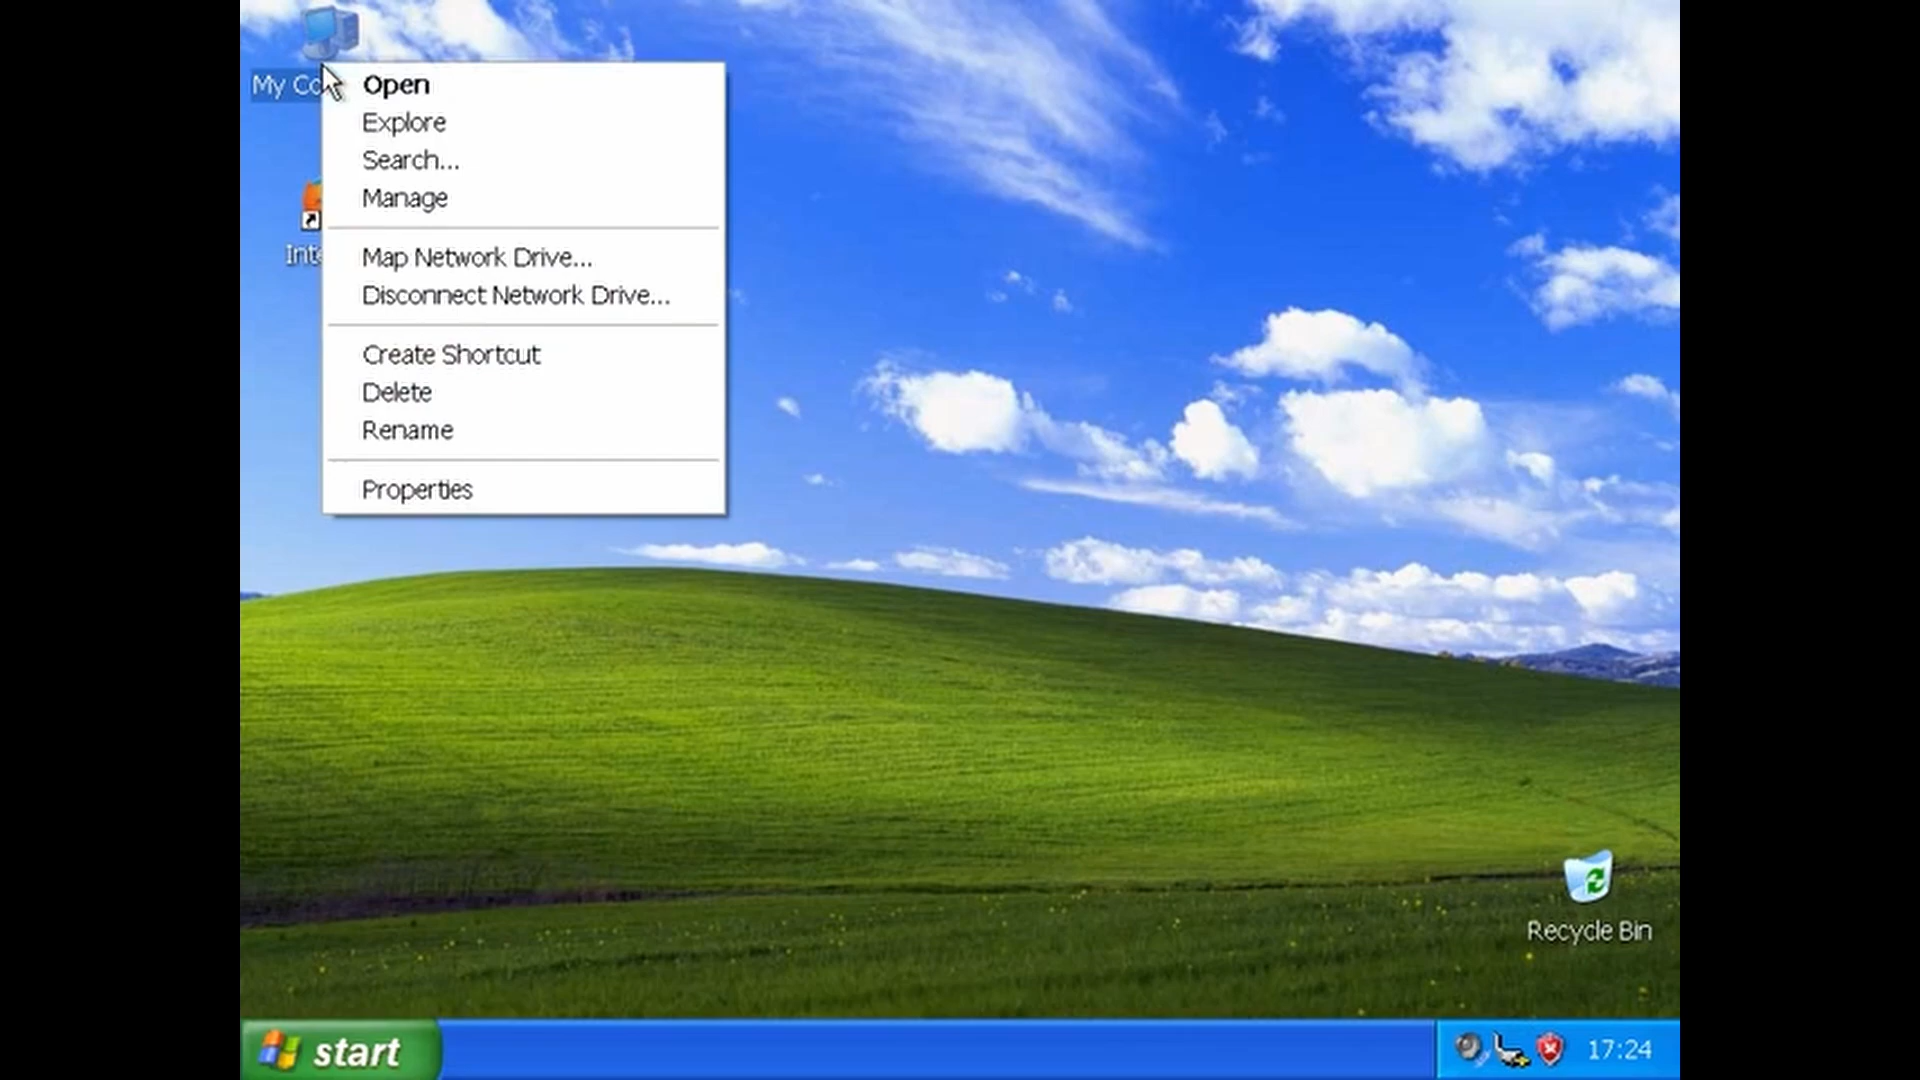 My Co
Open
Explore
Search...
Manage
Map Network Drive...
Disconnect Network Drive...
Create Shortcut
Delete
Rename
Properties
Int
Recycle Bin
start
17:24